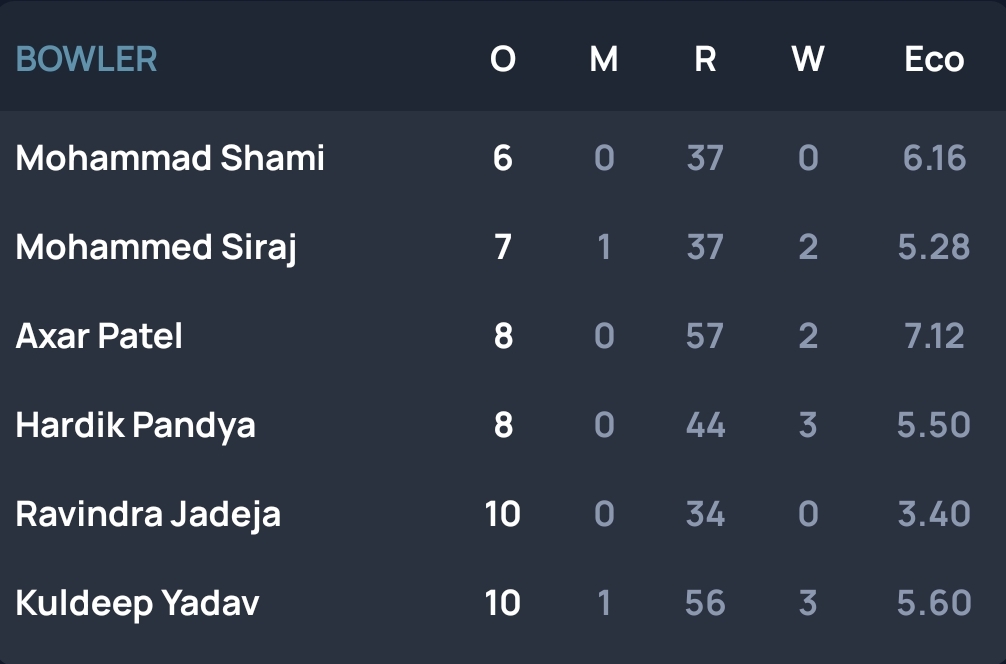 BOWLER O M R W Eco
Mohammad Shami 6 0 37 0 6.16
Mohammed Siraj 7 1 37 2 5.28
Axar Patel 8 0 57 2 7.12
Hardik Pandya 8 0 44 3 5.50
Ravindra Jadeja 10 0 34 0 3.40
Kuldeep Yadav 10 1 56 3 5.60